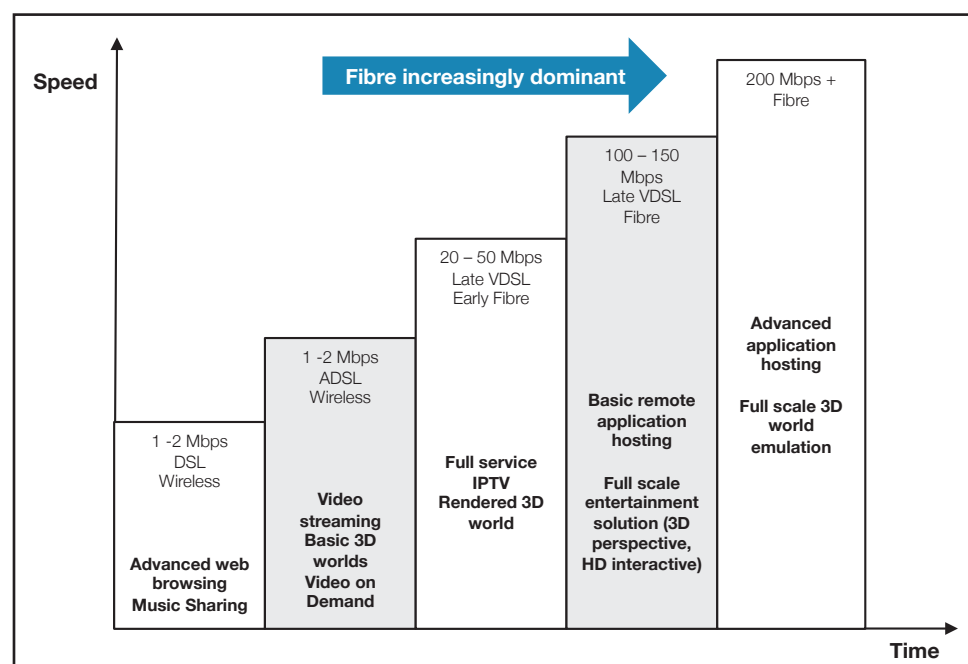 Speed
Fibre increasingly dominant
1 -2 Mbps
DSL
Wireless
Advanced web
browsing
Music Sharing
1 -2 Mbps
ADSL
Wireless
Video
streaming
Basic 3D
worlds
Video on
Demand
20 – 50 Mbps
Late VDSL
Early Fibre
Full service
IPTV
Rendered 3D
world
100 – 150
Mbps
Late VDSL
Fibre
Basic remote
application
hosting
Full scale
entertainment
solution (3D
perspective,
HD interactive)
200 Mbps +
Fibre
Advanced
application
hosting
Full scale 3D
world
emulation
Time